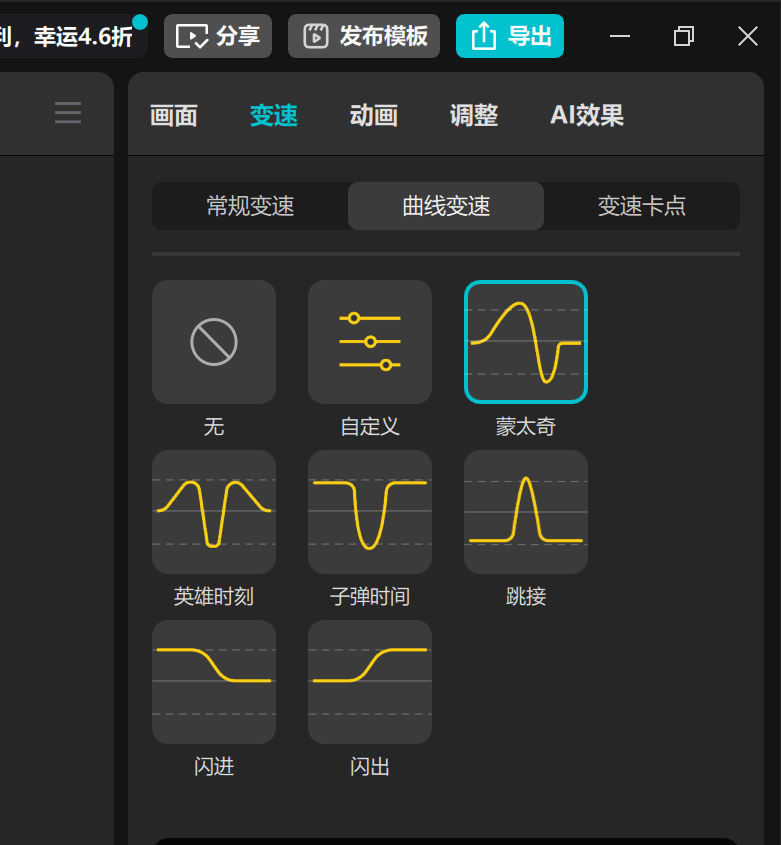 利，幸运4.6折
分享
发布模板
导出
画面
变速
动画
调整
AI效果
常规变速
曲线变速
变速卡点
无
自定义
蒙太奇
英雄时刻
子弹时间
跳接
闪进
闪出